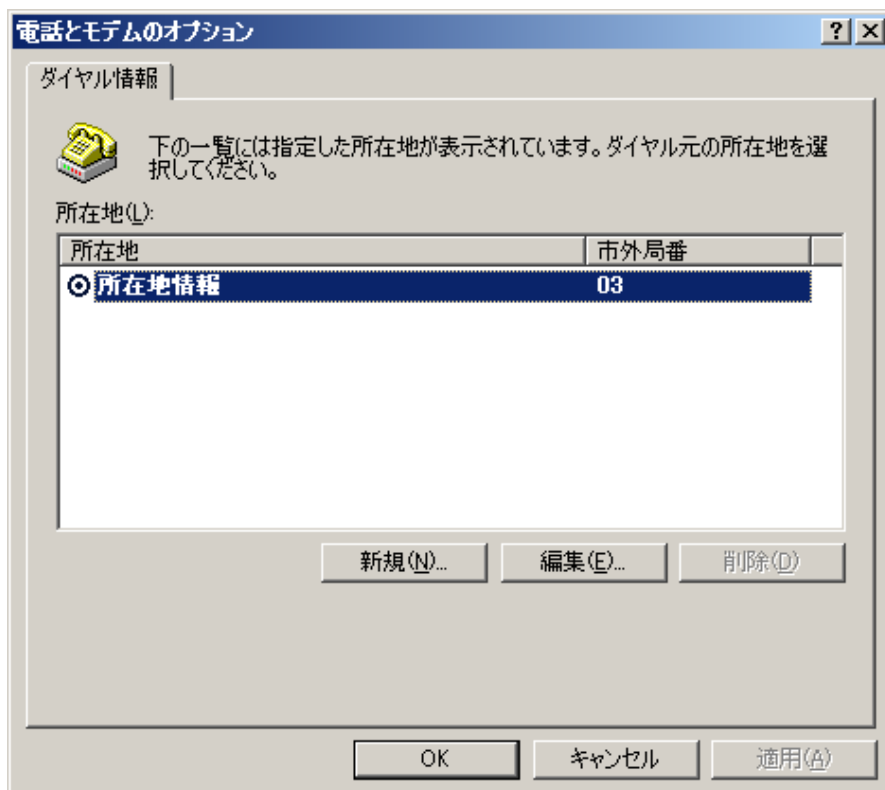 電話とモデムのオプション
ダイヤル情報
下の一覧には指定した所在地が表示されています。ダイヤル元の所在地を選
択してください。
所在地(L):
所在地 市外局番
所在地情報 03
新規(N)... 編集(E)... 削除(D)
OK キャンセル 適用(A)